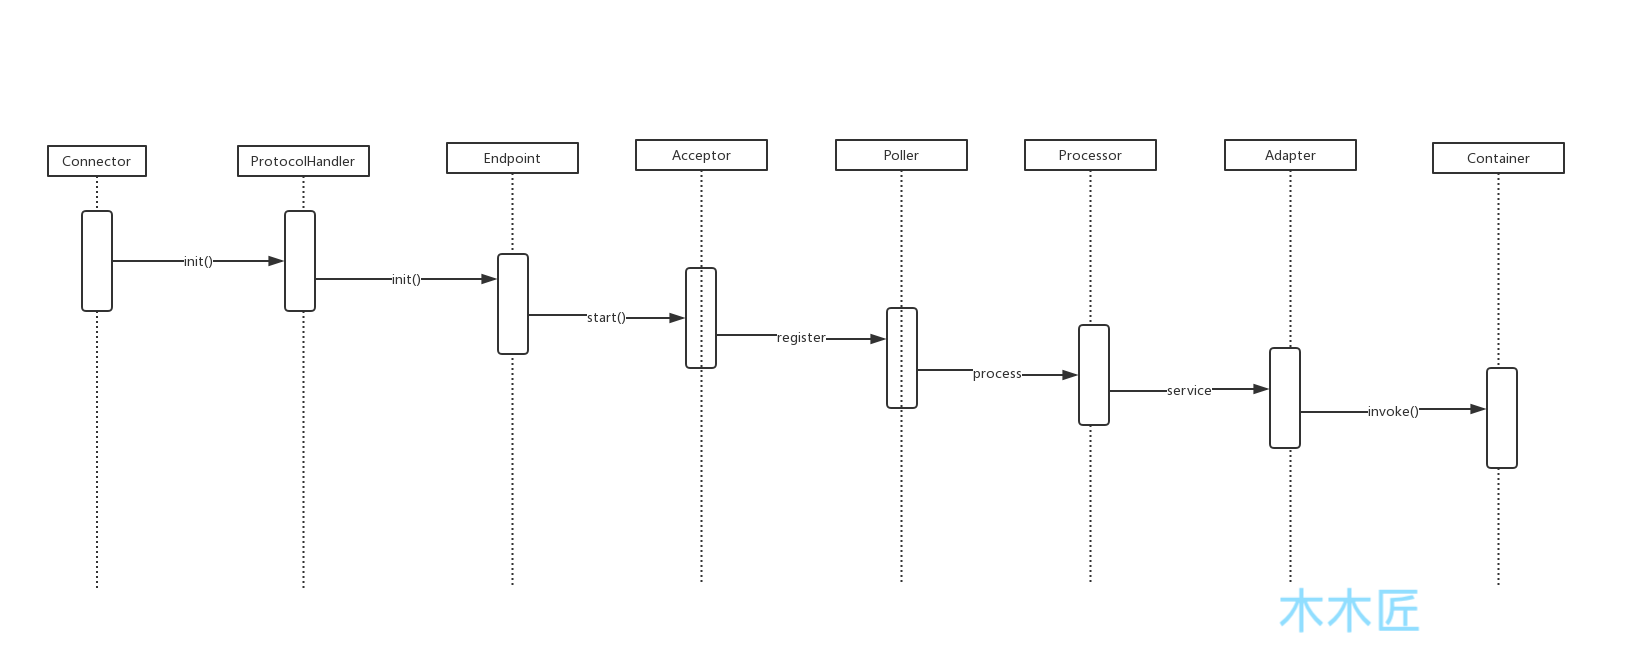 Connector
ProtocolHandler
Endpoint
Acceptor
Poller
Processor
Adapter
Container
init()
init()
start()
register
process
service
invoke()
木木匠